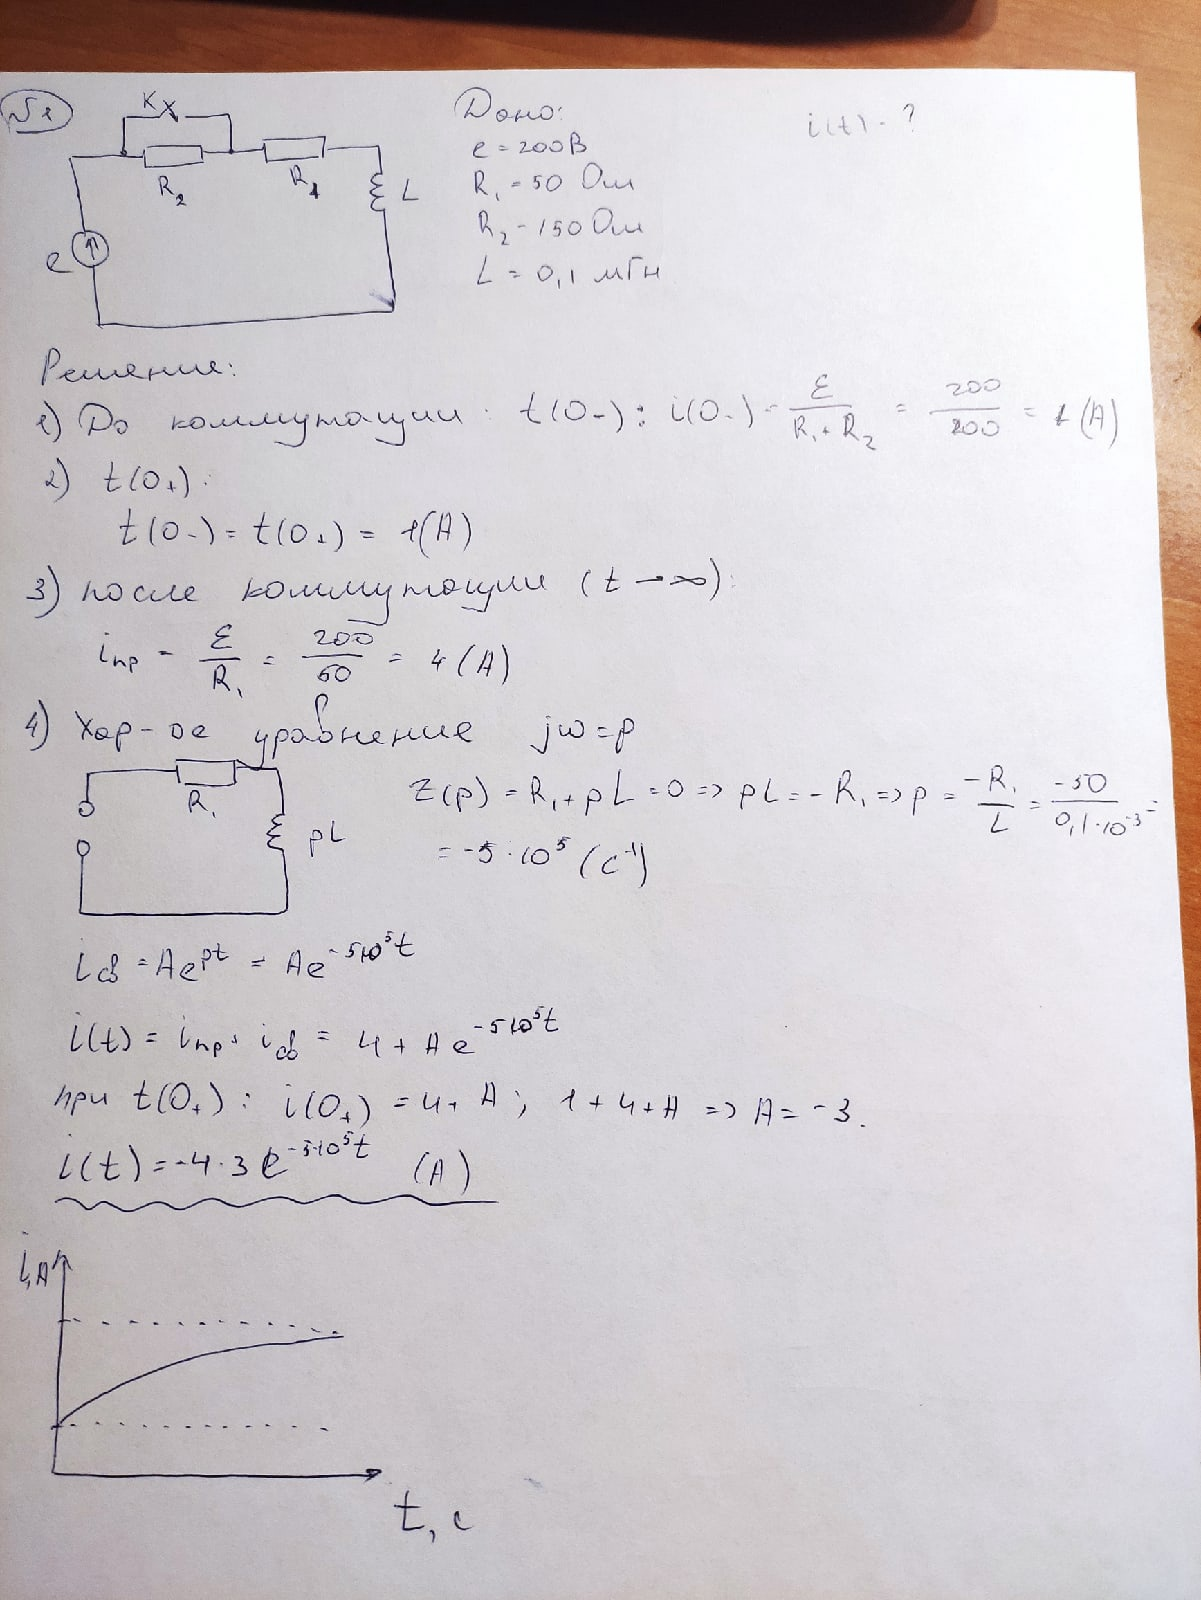 №1
K
R₂
R₁
L
e
Дано:
e = 200 В
R₁ = 50 Ом
R₂ - 150 Ом
L = 0,1 мГн
i(t) - ?
Решение:
1) До коммутации: t(0-): i(0-) = ℰ/(R₁+R₂) = 200/200 = 1 (А)
2) t(0+):
t(0-) = t(0+) = 1(А)
3) после коммутации (t → ∞):
iпр = ℰ/R₁ = 200/50 = 4 (А)
4) Хар-ое уравнение jω = p
R₁
pL
Z(p) = R₁ + pL = 0 => pL = -R₁ => p = -R₁/L = -50/0,1·10⁻³ =
= -5·10⁵ (с⁻¹)
iсв = Ae^pt = Ae^-5·10⁵t
i(t) = iпр + iсв = 4 + Ae^-5·10⁵t
при t(0+): i(0+) = 4 + A; 1 + 4 + A => A = -3.
i(t) = -4 - 3e^-5·10⁵t (А)
i,А
t, с